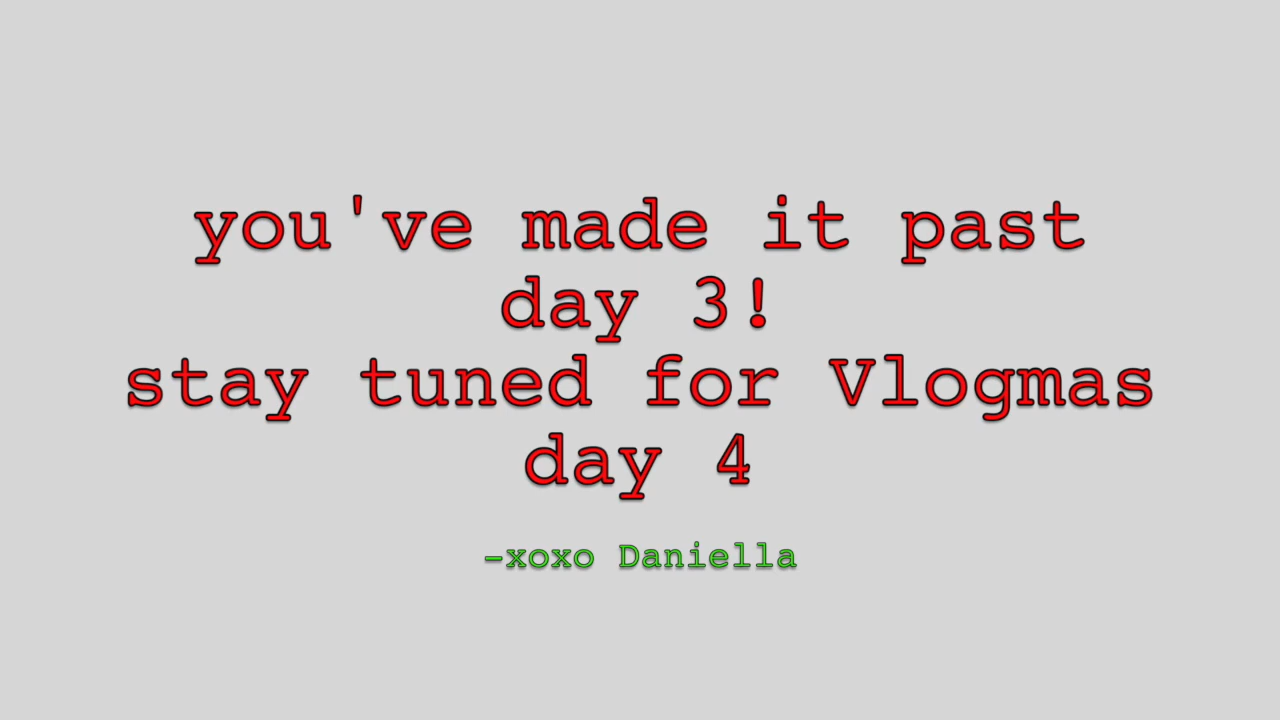 you've made it past
day 3!
stay tuned for Vlogmas
day 4
-xoxo Daniella